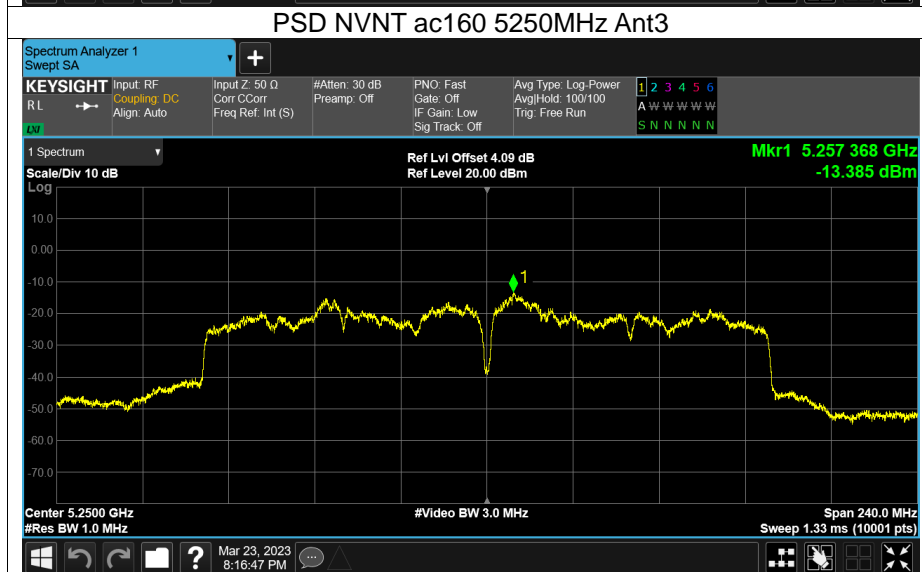 PSD NVNT ac160 5250MHz Ant3
Spectrum Analyzer 1
Swept SA
▼
+
KEYSIGHT
R L
LXI
Input: RF
Coupling: DC
Align: Auto
Input Z: 50 Ω
Corr CCorr
Freq Ref: Int (S)
#Atten: 30 dB
Preamp: Off
PNO: Fast
Gate: Off
IF Gain: Low
Sig Track: Off
Avg Type: Log-Power
Avg|Hold: 100/100
Trig: Free Run
1 2 3 4 5 6
A W W W W W
S N N N N N
1 Spectrum ▼
Scale/Div 10 dB
Log
Ref Lvl Offset 4.09 dB
Ref Level 20.00 dBm
Mkr1 5.257 368 GHz
-13.385 dBm
10.0
0.00
-10.0
1
-20.0
-30.0
-40.0
-50.0
-60.0
-70.0
Center 5.2500 GHz
#Video BW 3.0 MHz
Span 240.0 MHz
#Res BW 1.0 MHz
Sweep 1.33 ms (10001 pts)
?
Mar 23, 2023
8:16:47 PM